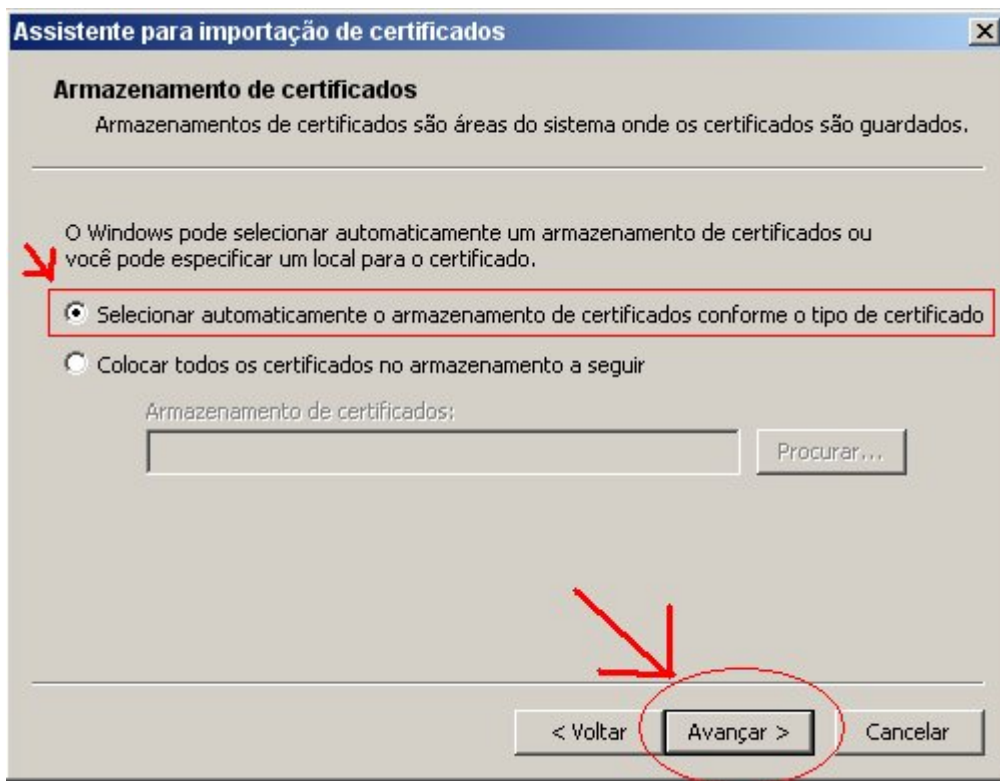 Assistente para importação de certificados
Armazenamento de certificados
Armazenamentos de certificados são áreas do sistema onde os certificados são guardados.
O Windows pode selecionar automaticamente um armazenamento de certificados ou
você pode especificar um local para o certificado.
Selecionar automaticamente o armazenamento de certificados conforme o tipo de certificado
Colocar todos os certificados no armazenamento a seguir
Armazenamento de certificados:
Procurar...
< Voltar Avançar > Cancelar